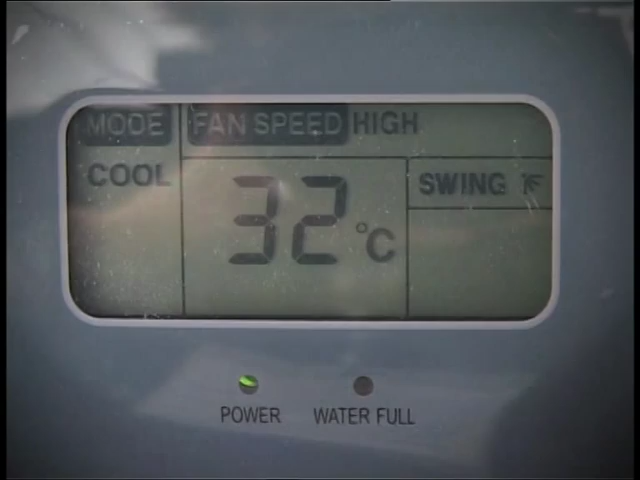 MODE FAN SPEED HIGH
COOL
32°C
SWING
POWER WATER FULL